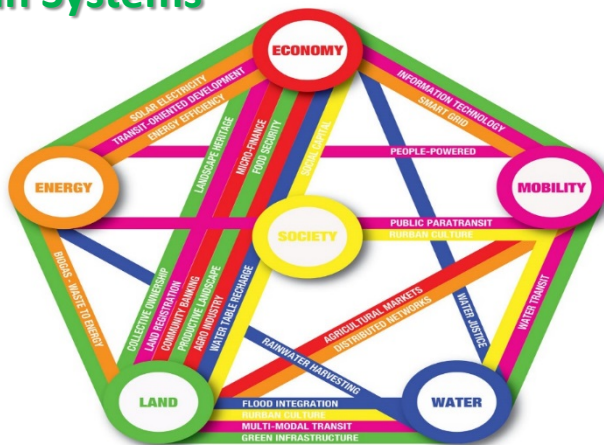 n Systems
ECONOMY
SOLAR ELECTRICITY
TRANSIT-ORIENTED DEVELOPMENT
ENERGY EFFICIENCY
INFORMATION TECHNOLOGY
SMART GRID
LANDSCAPE HERITAGE
MICRO-FINANCE
FOOD SECURITY
SOCIAL CAPITAL
PEOPLE-POWERED
ENERGY
MOBILITY
SOCIETY
PUBLIC PARATRANSIT
RURBAN CULTURE
BIOGAS - WASTE TO ENERGY
COLLECTIVE OWNERSHIP
LAND REGISTRATION
COMMUNITY BANKING
PRODUCTIVE LANDSCAPE
AGRO INDUSTRY
WATER TABLE RECHARGE
RAINWATER HARVESTING
AGRICULTURAL MARKETS
DISTRIBUTED NETWORKS
WATER JUSTICE
WATER TRANSIT
LAND
WATER
FLOOD INTEGRATION
RURBAN CULTURE
MULTI-MODAL TRANSIT
GREEN INFRASTRUCTURE